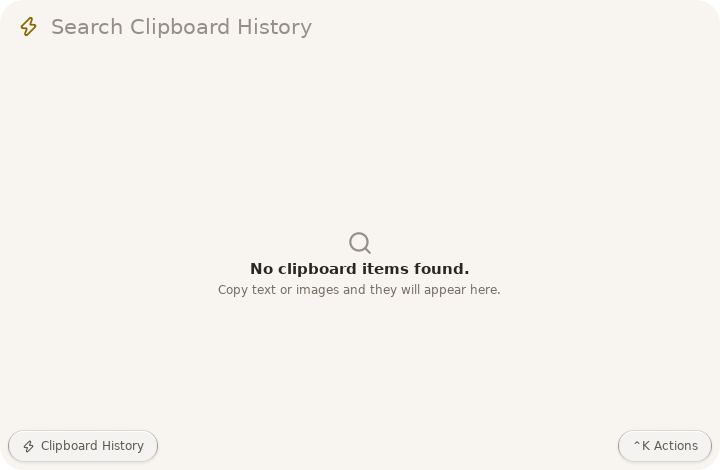 Search Clipboard History
No clipboard items found.
Copy text or images and they will appear here.
Clipboard History
⌃K Actions